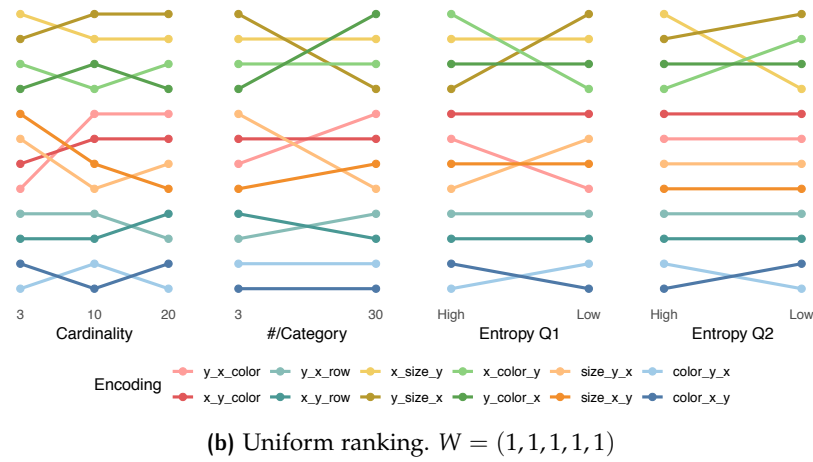 3 10 20 3 30 High Low High Low
Cardinality #/Category Entropy Q1 Entropy Q2
Encoding
y_x_color y_x_row x_size_y x_color_y size_y_x color_y_x
x_y_color x_y_row y_size_x y_color_x size_x_y color_x_y
(b) Uniform ranking. W = (1, 1, 1, 1, 1)